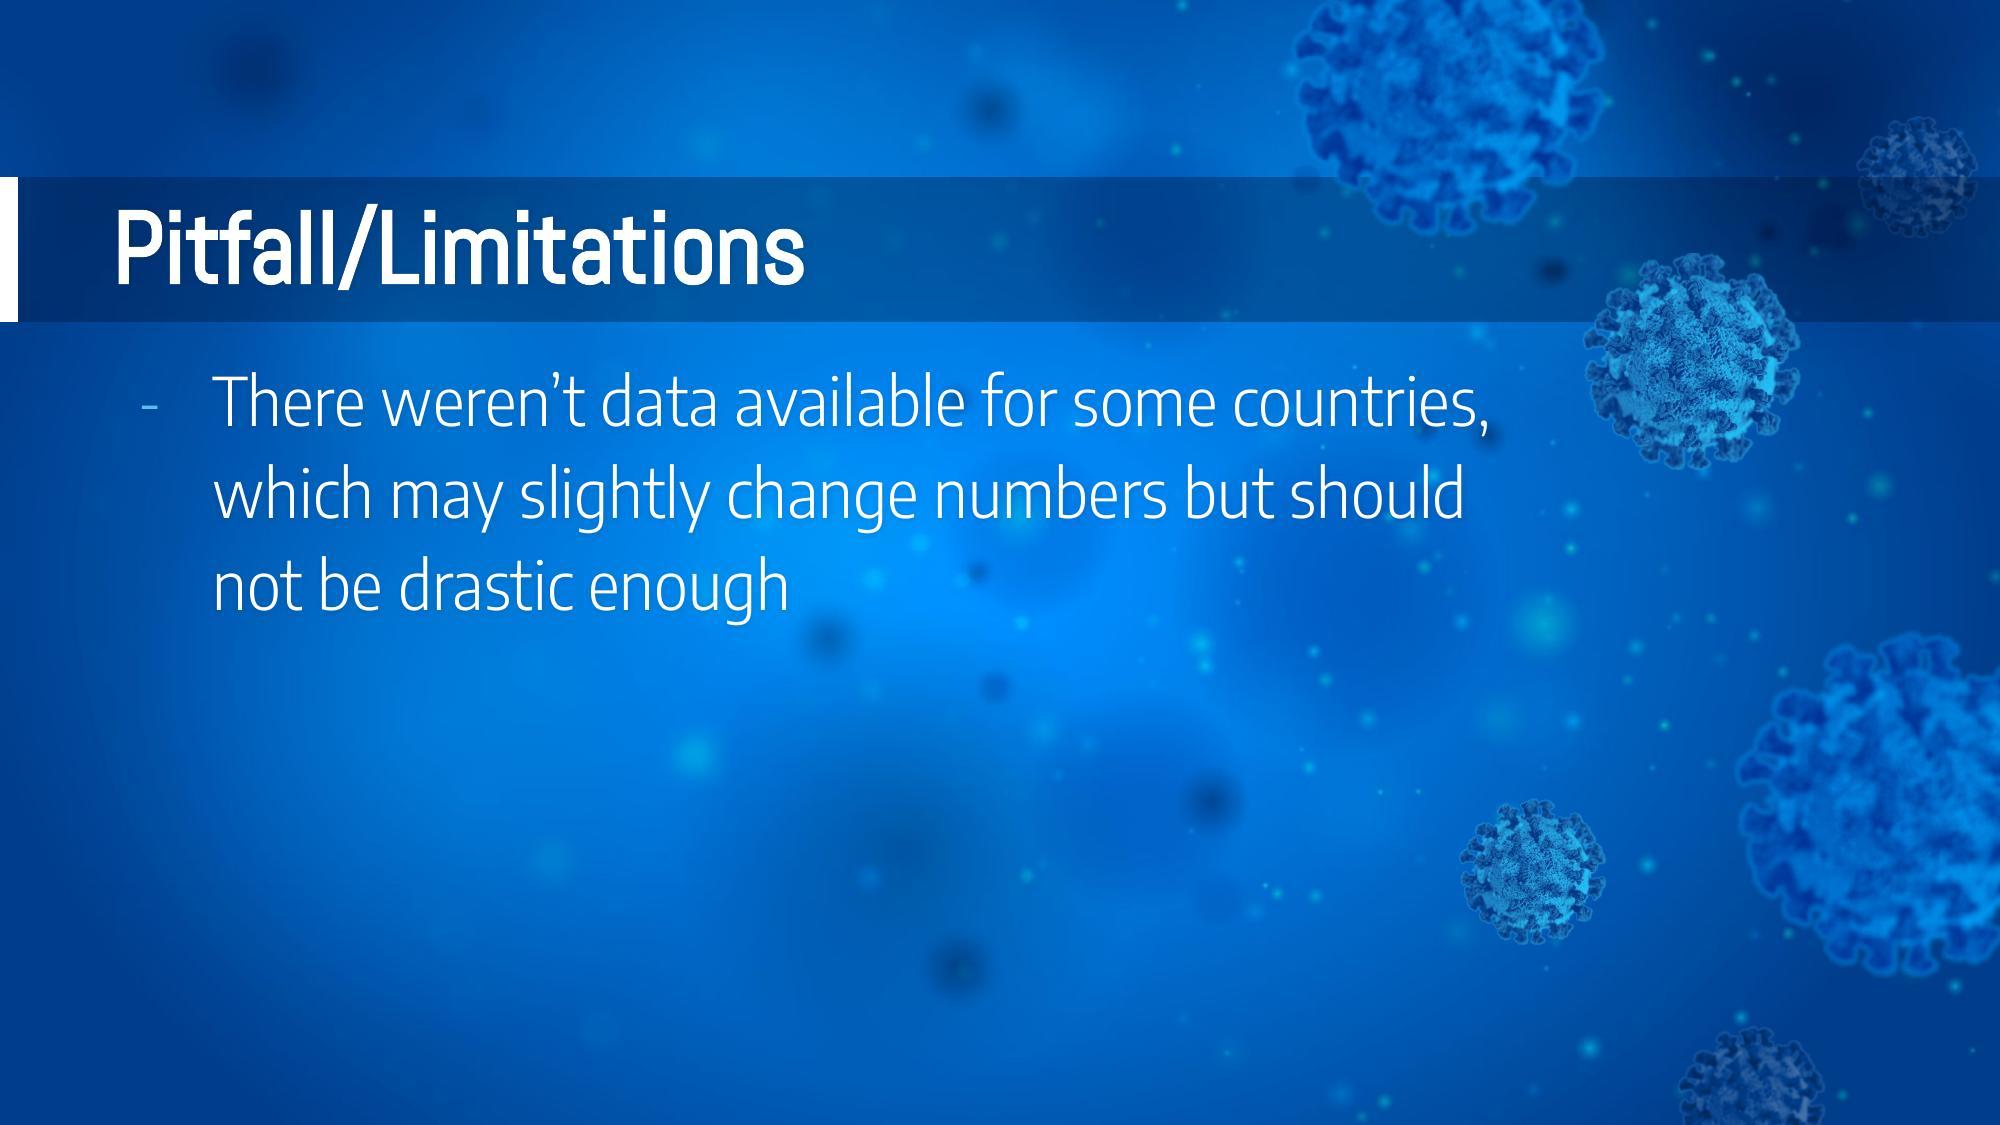 Pitfall/Limitations
- There weren’t data available for some countries,
which may slightly change numbers but should
not be drastic enough